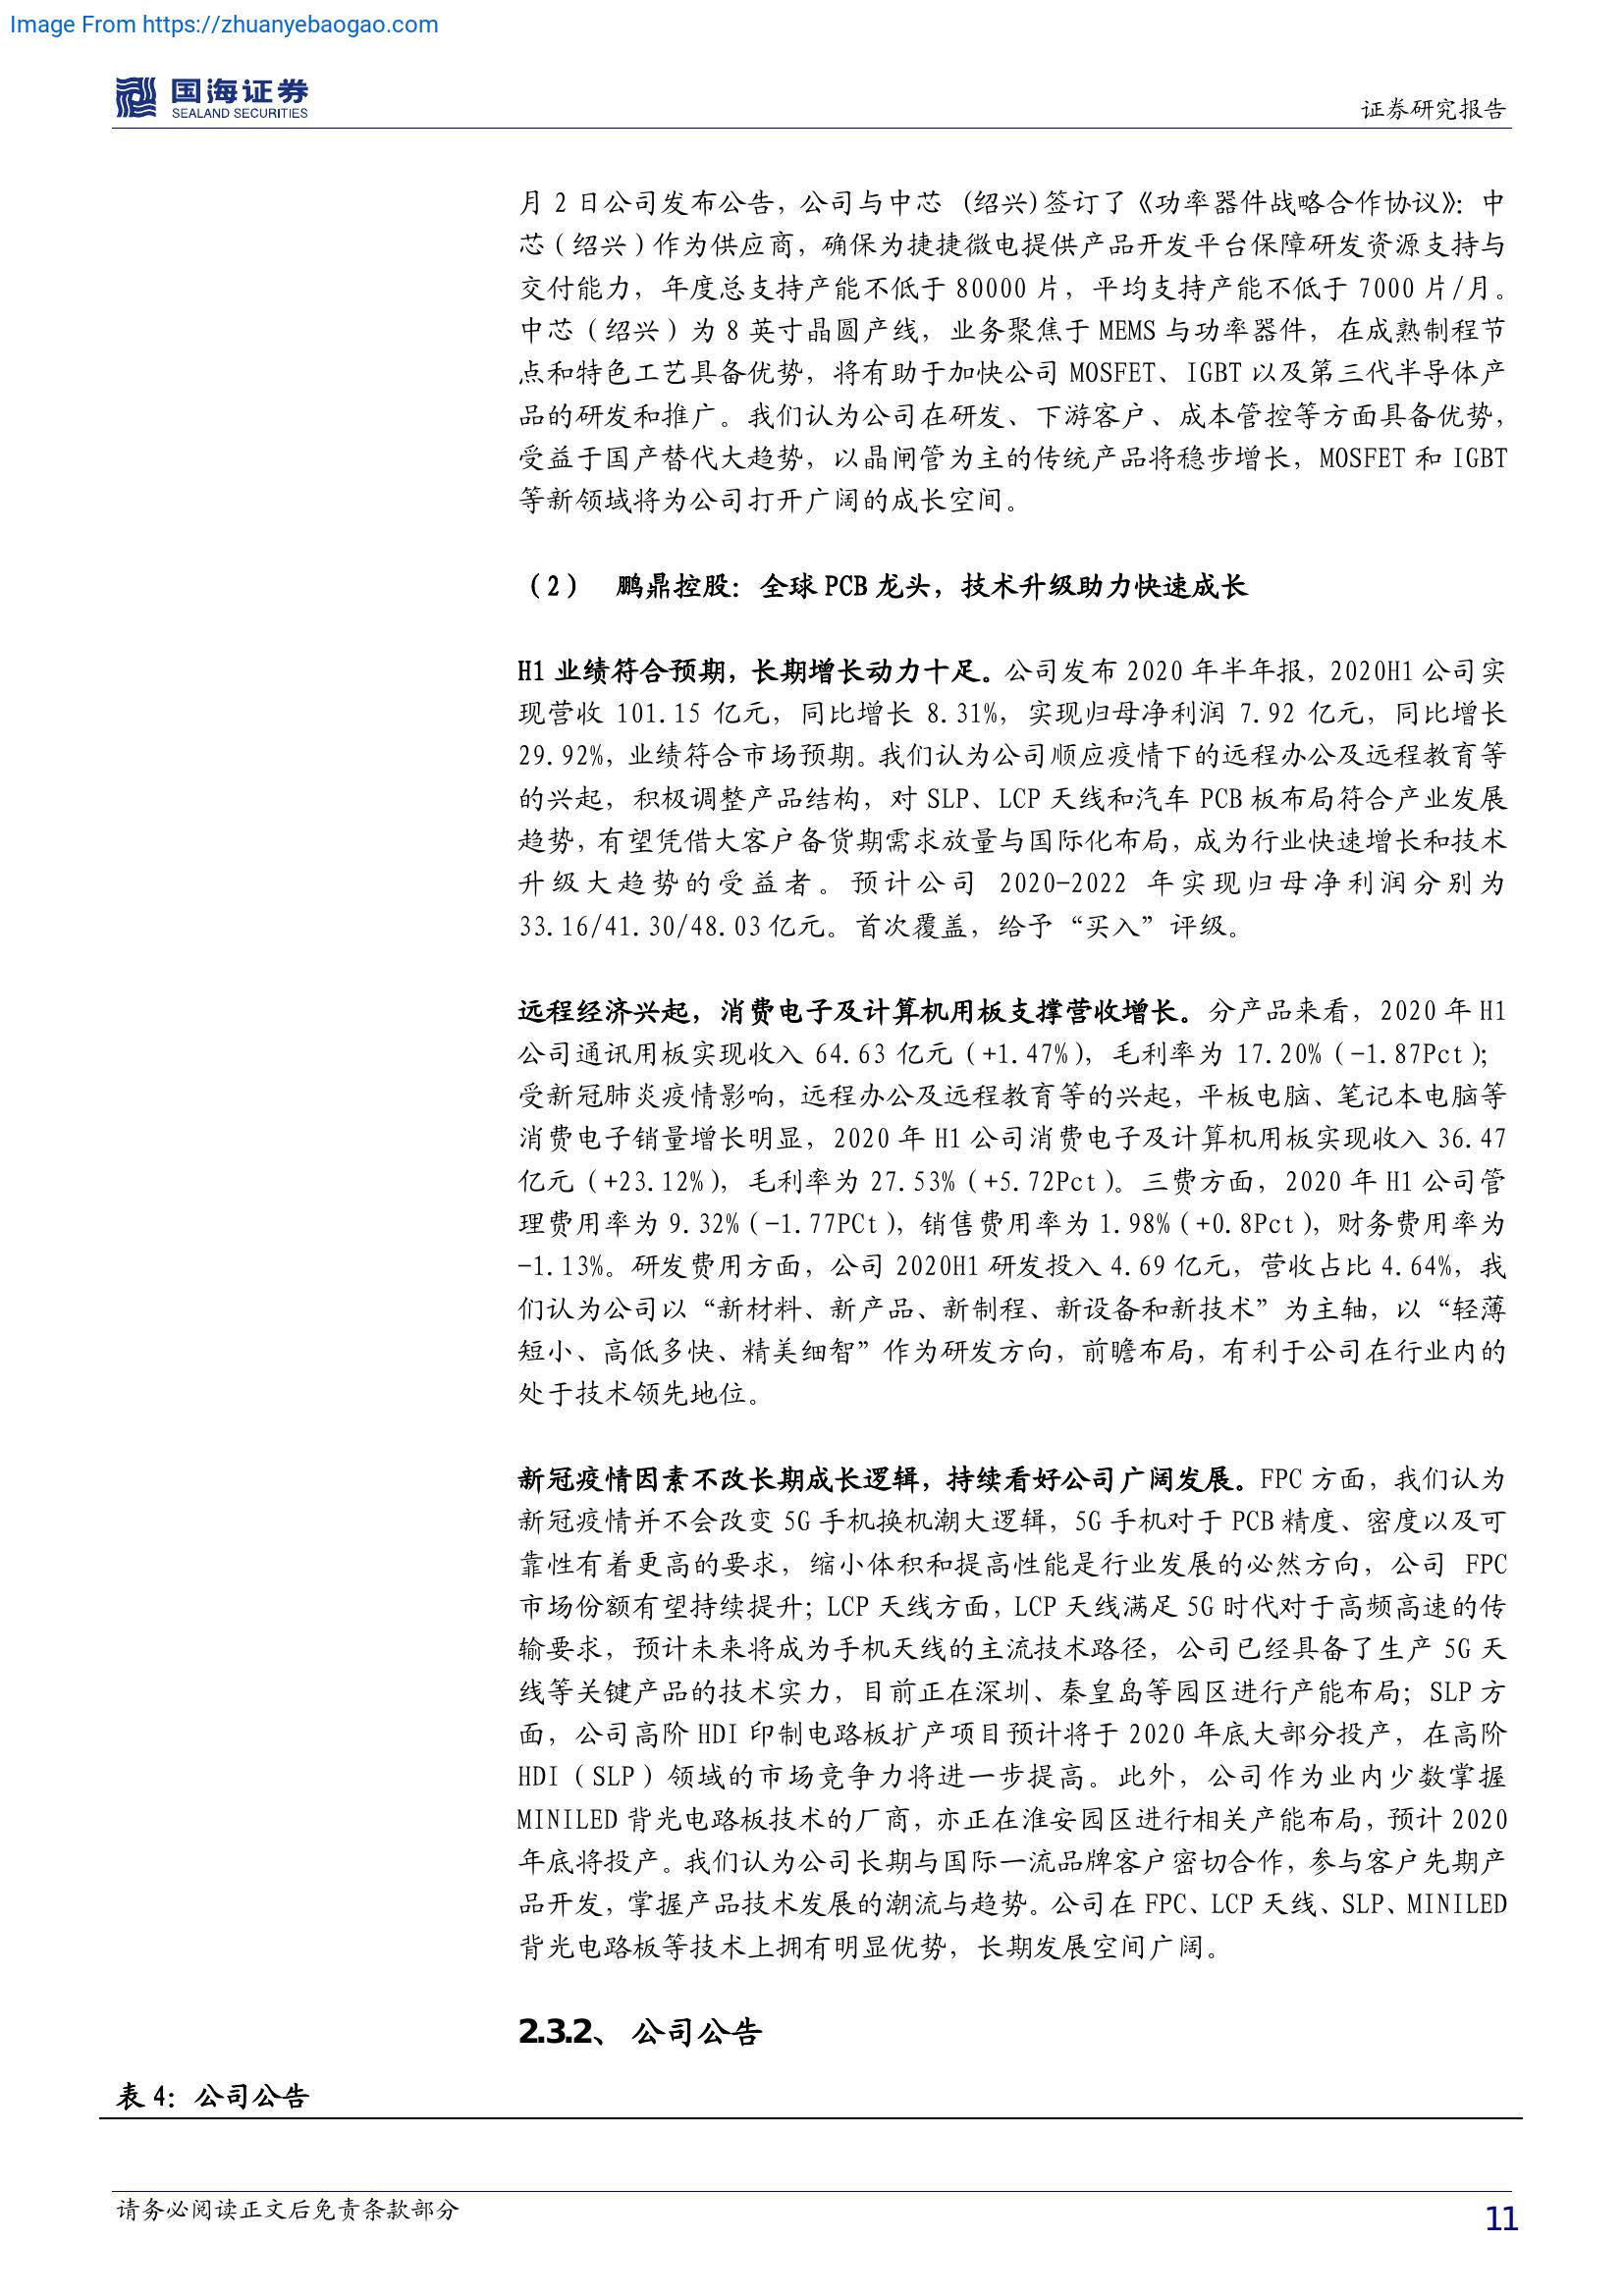 Image From https://zhuanyebaogao.com
国海证券
SEALAND SECURITIES
证券研究报告
月 2 日公司发布公告，公司与中芯 (绍兴)签订了《功率器件战略合作协议》：中
芯（绍兴）作为供应商，确保为捷捷微电提供产品开发平台保障研发资源支持与
交付能力，年度总支持产能不低于 80000 片，平均支持产能不低于 7000 片/月。
中芯（绍兴）为 8 英寸晶圆产线，业务聚焦于 MEMS 与功率器件，在成熟制程节
点和特色工艺具备优势，将有助于加快公司 MOSFET、IGBT 以及第三代半导体产
品的研发和推广。我们认为公司在研发、下游客户、成本管控等方面具备优势，
受益于国产替代大趋势，以晶闸管为主的传统产品将稳步增长，MOSFET 和 IGBT
等新领域将为公司打开广阔的成长空间。
（2） 鹏鼎控股：全球 PCB 龙头，技术升级助力快速成长
H1 业绩符合预期，长期增长动力十足。公司发布 2020 年半年报，2020H1 公司实
现营收 101.15 亿元，同比增长 8.31%，实现归母净利润 7.92 亿元，同比增长
29.92%，业绩符合市场预期。我们认为公司顺应疫情下的远程办公及远程教育等
的兴起，积极调整产品结构，对 SLP、LCP 天线和汽车 PCB 板布局符合产业发展
趋势，有望凭借大客户备货期需求放量与国际化布局，成为行业快速增长和技术
升级大趋势的受益者。预计公司 2020-2022 年实现归母净利润分别为
33.16/41.30/48.03 亿元。首次覆盖，给予“买入”评级。
远程经济兴起，消费电子及计算机用板支撑营收增长。分产品来看，2020 年 H1
公司通讯用板实现收入 64.63 亿元（+1.47%），毛利率为 17.20%（-1.87Pct）；
受新冠肺炎疫情影响，远程办公及远程教育等的兴起，平板电脑、笔记本电脑等
消费电子销量增长明显，2020 年 H1 公司消费电子及计算机用板实现收入 36.47
亿元（+23.12%），毛利率为 27.53%（+5.72Pct）。三费方面，2020 年 H1 公司管
理费用率为 9.32%（-1.77PCt），销售费用率为 1.98%（+0.8Pct），财务费用率为
-1.13%。研发费用方面，公司 2020H1 研发投入 4.69 亿元，营收占比 4.64%，我
们认为公司以“新材料、新产品、新制程、新设备和新技术”为主轴，以“轻薄
短小、高低多快、精美细智”作为研发方向，前瞻布局，有利于公司在行业内的
处于技术领先地位。
新冠疫情因素不改长期成长逻辑，持续看好公司广阔发展。FPC 方面，我们认为
新冠疫情并不会改变 5G 手机换机潮大逻辑，5G 手机对于 PCB 精度、密度以及可
靠性有着更高的要求，缩小体积和提高性能是行业发展的必然方向，公司 FPC
市场份额有望持续提升；LCP 天线方面，LCP 天线满足 5G 时代对于高频高速的传
输要求，预计未来将成为手机天线的主流技术路径，公司已经具备了生产 5G 天
线等关键产品的技术实力，目前正在深圳、秦皇岛等园区进行产能布局；SLP 方
面，公司高阶 HDI 印制电路板扩产项目预计将于 2020 年底大部分投产，在高阶
HDI（SLP）领域的市场竞争力将进一步提高。此外，公司作为业内少数掌握
MINILED 背光电路板技术的厂商，亦正在淮安园区进行相关产能布局，预计 2020
年底将投产。我们认为公司长期与国际一流品牌客户密切合作，参与客户先期产
品开发，掌握产品技术发展的潮流与趋势。公司在 FPC、LCP 天线、SLP、MINILED
背光电路板等技术上拥有明显优势，长期发展空间广阔。
2.3.2、 公司公告
表 4：公司公告
请务必阅读正文后免责条款部分
11